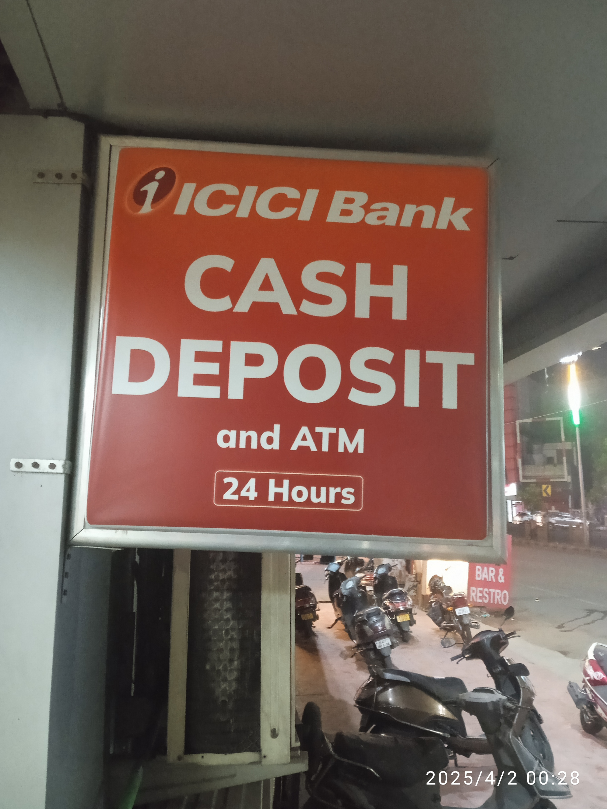 i ICICI Bank
CASH
DEPOSIT
and ATM
24 Hours
BAR &
RESTRO
2025/4/2 00:28